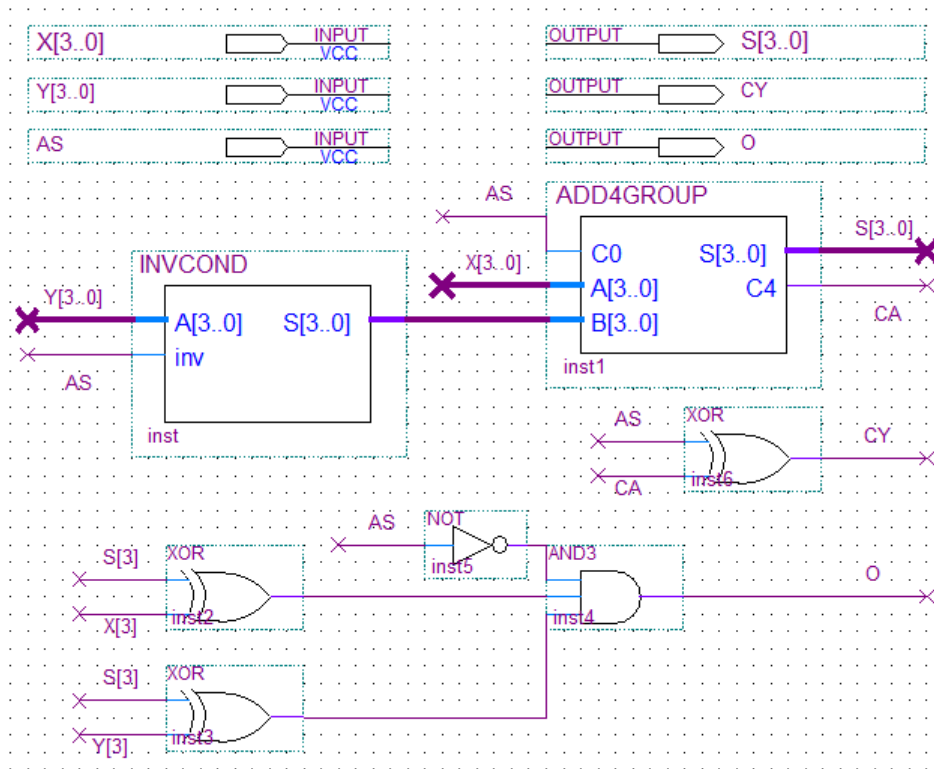 X[3..0] INPUT VCC OUTPUT S[3..0]
Y[3..0] INPUT VCC OUTPUT CY
AS INPUT VCC OUTPUT O
AS ADD4GROUP
INVCOND
C0 S[3..0] S[3..0]
X[3..0] A[3..0] C4
CA
Y[3..0] A[3..0] S[3..0] B[3..0]
AS inv
inst1
inst
AS XOR CY
CA inst6
AS NOT
inst5
S[3] XOR AND3
O
X[3] inst2 inst4
S[3] XOR
Y[3] inst3